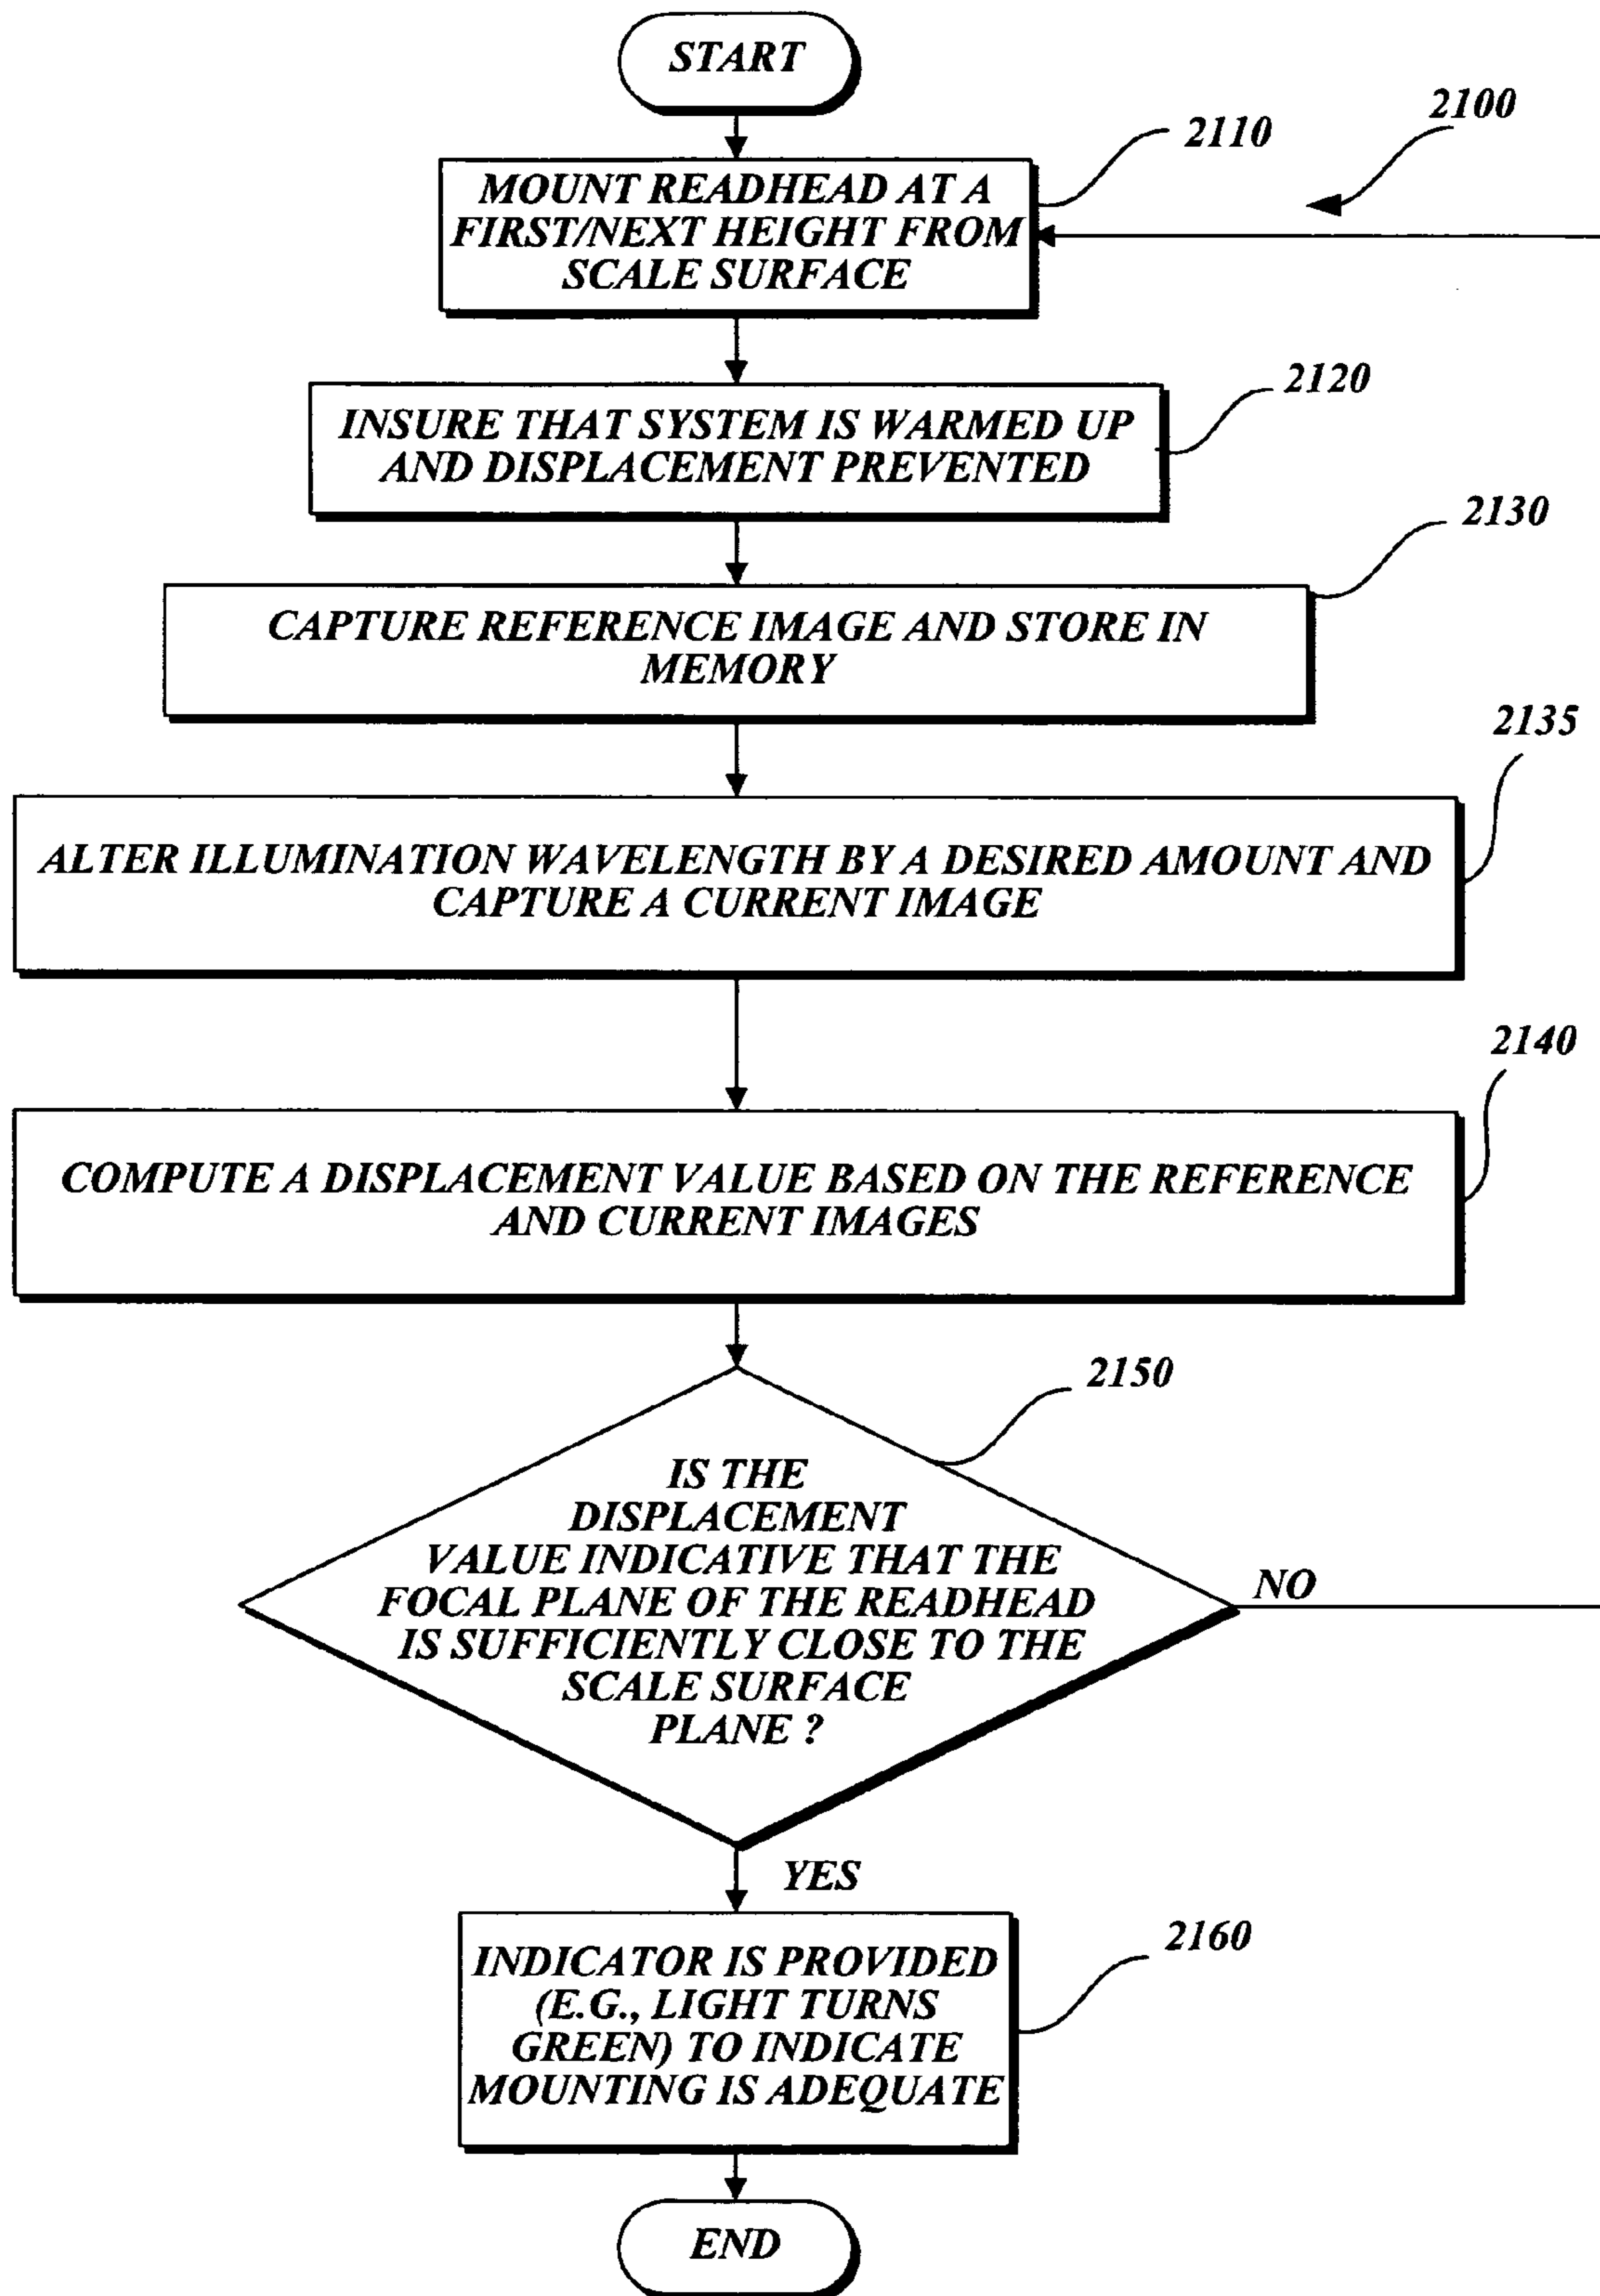 START
2100
2110
MOUNT READHEAD AT A
FIRST/NEXT HEIGHT FROM
SCALE SURFACE
2120
INSURE THAT SYSTEM IS WARMED UP
AND DISPLACEMENT PREVENTED
2130
CAPTURE REFERENCE IMAGE AND STORE IN
MEMORY
2135
ALTER ILLUMINATION WAVELENGTH BY A DESIRED AMOUNT AND
CAPTURE A CURRENT IMAGE
2140
COMPUTE A DISPLACEMENT VALUE BASED ON THE REFERENCE
AND CURRENT IMAGES
2150
IS THE
DISPLACEMENT
VALUE INDICATIVE THAT THE
FOCAL PLANE OF THE READHEAD
IS SUFFICIENTLY CLOSE TO THE
SCALE SURFACE
PLANE ?
NO
YES
2160
INDICATOR IS PROVIDED
(E.G., LIGHT TURNS
GREEN) TO INDICATE
MOUNTING IS ADEQUATE
END